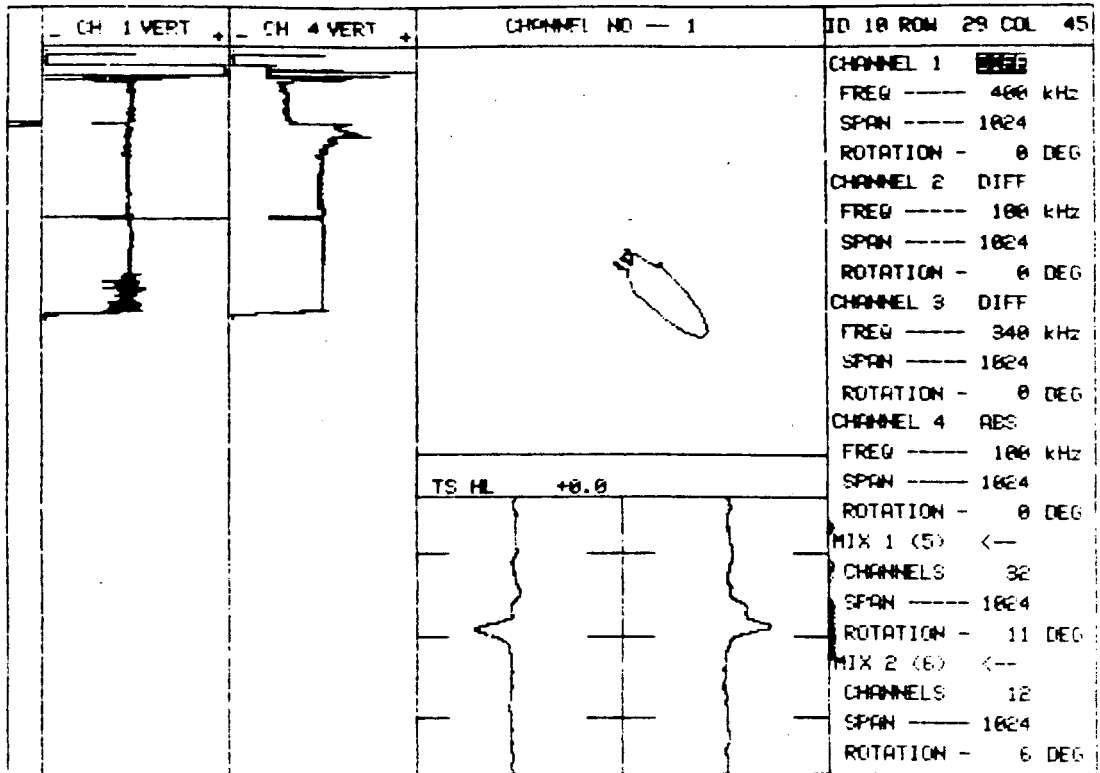 - CH 1 VERT +
- CH 4 VERT +
CHANNEL NO -- 1
ID 10 ROW 29 COL 45
CHANNEL 1
FREQ ----- 400 kHz
SPAN ----- 1024
ROTATION - 0 DEG
CHANNEL 2 DIFF
FREQ ----- 100 kHz
SPAN ----- 1024
ROTATION - 0 DEG
CHANNEL 3 DIFF
FREQ ----- 340 kHz
SPAN ----- 1024
ROTATION - 0 DEG
CHANNEL 4 ABS
FREQ ----- 100 kHz
SPAN ----- 1024
ROTATION - 0 DEG
MIX 1 (5) <--
CHANNELS 32
SPAN ----- 1024
ROTATION - 11 DEG
MIX 2 (6) <--
CHANNELS 12
SPAN ----- 1024
ROTATION - 6 DEG
TS HL +0.0